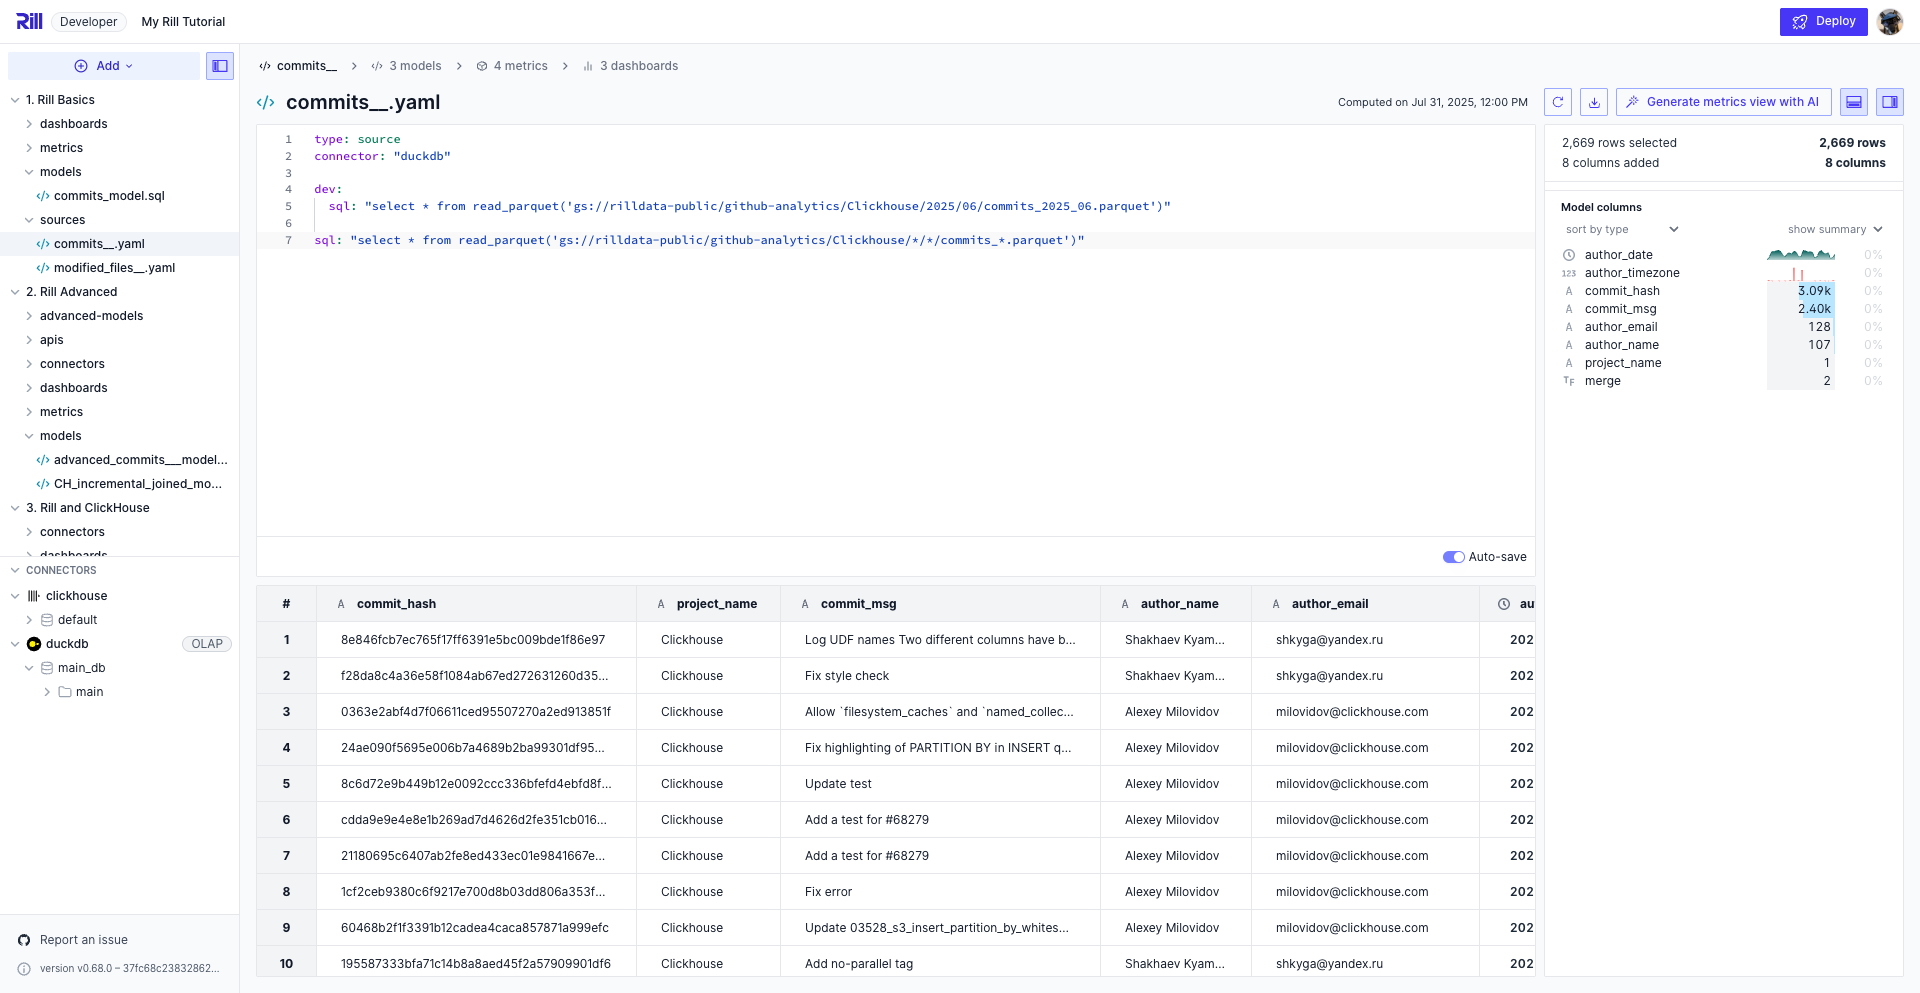 Rill Developer My Rill Tutorial Deploy
Add
1. Rill Basics
dashboards
metrics
models
commits_model.sql
sources
commits__.yaml
modified_files__.yaml
2. Rill Advanced
advanced-models
apis
connectors
dashboards
metrics
models
advanced_commits___model...
CH_incremental_joined_mo...
3. Rill and ClickHouse
connectors
dashboards
CONNECTORS
clickhouse
default
duckdb OLAP
main_db
main
Report an issue
version v0.68.0 – 37fc68c23832862...
commits__ 3 models 4 metrics 3 dashboards
commits__.yaml Computed on Jul 31, 2025, 12:00 PM Generate metrics view with AI
1 type: source
2 connector: "duckdb"
3
4 dev:
5 sql: "select * from read_parquet('gs://rilldata-public/github-analytics/Clickhouse/2025/06/commits_2025_06.parquet')"
6
7 sql: "select * from read_parquet('gs://rilldata-public/github-analytics/Clickhouse/*/*/commits_*.parquet')"
Auto-save
# A commit_hash A project_name A commit_msg A author_name A author_email au
1 8e846fcb7ec765f17ff6391e5bc009bde1f86e97 Clickhouse Log UDF names Two different columns have b... Shakhaev Kyam... shkyga@yandex.ru 202
2 f28da8c4a36e58f1084ab67ed272631260d35... Clickhouse Fix style check Shakhaev Kyam... shkyga@yandex.ru 202
3 0363e2abf4d7f06611ced95507270a2ed913851f Clickhouse Allow `filesystem_caches` and `named_collec... Alexey Milovidov milovidov@clickhouse.com 202
4 24ae090f5695e006b7a4689b2ba99301df95... Clickhouse Fix highlighting of PARTITION BY in INSERT q... Alexey Milovidov milovidov@clickhouse.com 202
5 8c6d72e9b449b12e0092ccc336bfefd4ebfd8f... Clickhouse Update test Alexey Milovidov milovidov@clickhouse.com 202
6 cdda9e9e4e8e1b269ad7d4626d2fe351cb016... Clickhouse Add a test for #68279 Alexey Milovidov milovidov@clickhouse.com 202
7 21180695c6407ab2fe8ed433ec01e9841667e... Clickhouse Add a test for #68279 Alexey Milovidov milovidov@clickhouse.com 202
8 1cf2ceb9380c6f9217e700d8b03dd806a353f... Clickhouse Fix error Alexey Milovidov milovidov@clickhouse.com 202
9 60468b2f1f3391b12cadea4caca857871a999efc Clickhouse Update 03528_s3_insert_partition_by_whites... Alexey Milovidov milovidov@clickhouse.com 202
10 195587333bfa71c14b8a8aed45f2a57909901df6 Clickhouse Add no-parallel tag Shakhaev Kyam... shkyga@yandex.ru 202
2,669 rows selected 2,669 rows
8 columns added 8 columns
Model columns
sort by type show summary
author_date 0%
123 author_timezone 0%
A commit_hash 3.09k 0%
A commit_msg 2.40k 0%
A author_email 128 0%
A author_name 107 0%
A project_name 1 0%
TF merge 2 0%